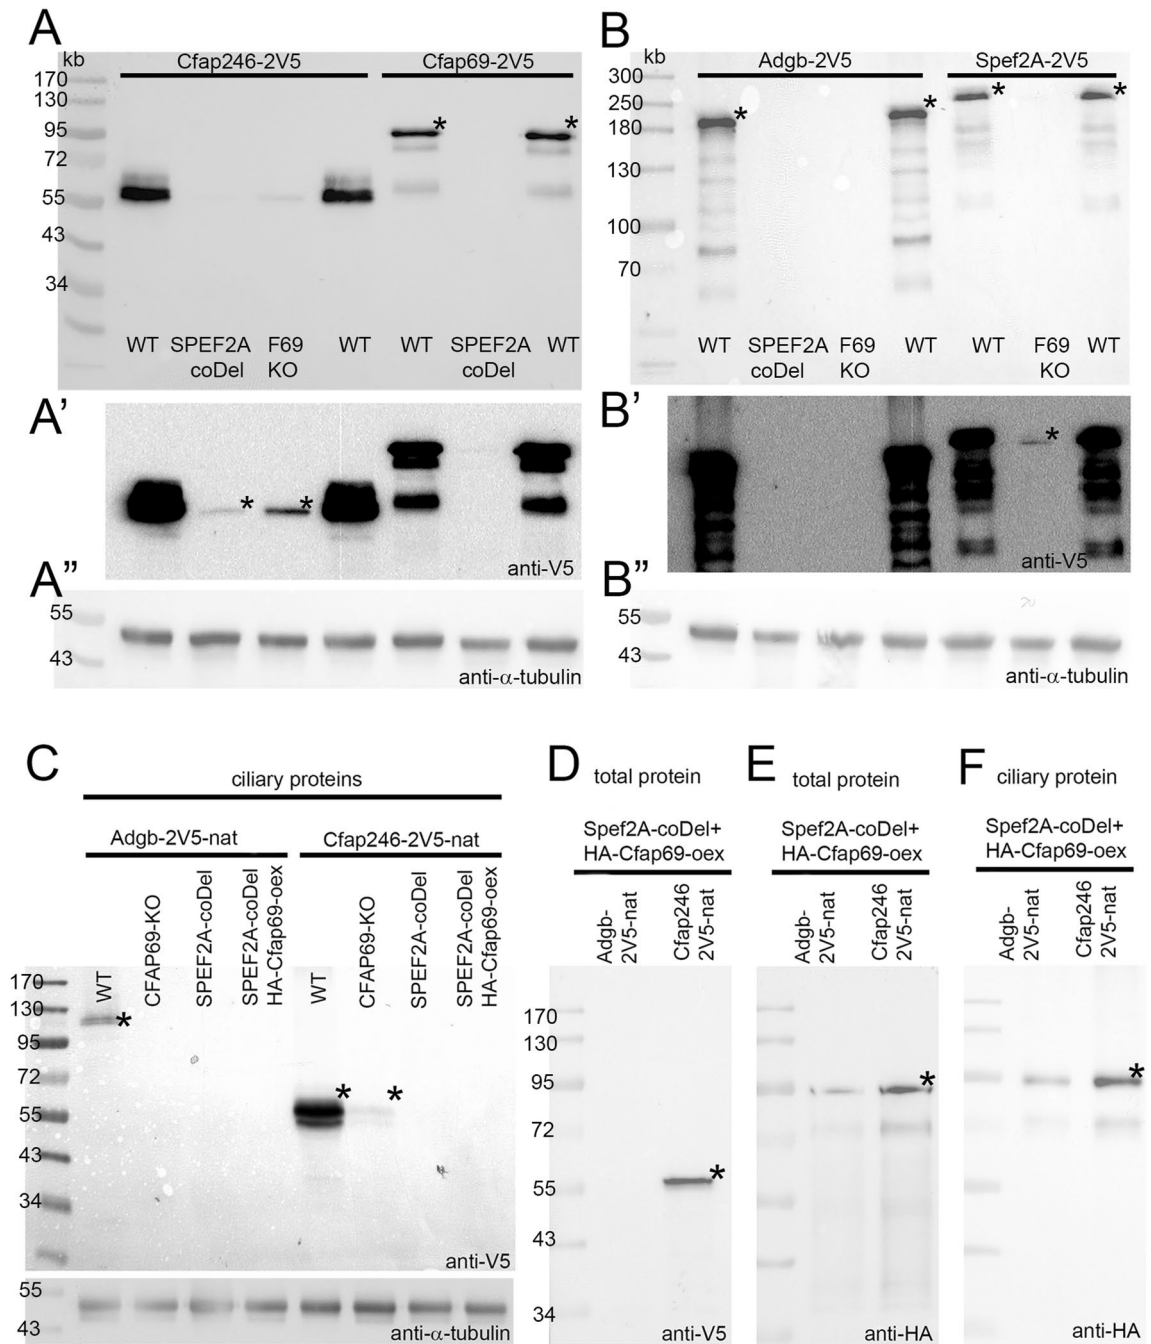 A
kb
Cfap246-2V5
Cfap69-2V5
170
130
95
72
55
43
34
*
*
WT
SPEF2A
coDel
F69
KO
WT
WT
SPEF2A
coDel
WT
A’
*
*
anti-V5
A”
55
43
anti-α-tubulin
B
kb
Adgb-2V5
Spef2A-2V5
300
250
180
130
100
70
*
*
*
*
WT
SPEF2A
coDel
F69
KO
WT
WT
F69
KO
WT
B’
*
anti-V5
B”
55
43
anti-α-tubulin
C
ciliary proteins
Adgb-2V5-nat
Cfap246-2V5-nat
WT
CFAP69-KO
SPEF2A-coDel
SPEF2A-coDel
HA-Cfap69-oex
WT
CFAP69-KO
SPEF2A-coDel
SPEF2A-coDel
HA-Cfap69-oex
170
130
95
72
55
43
34
*
*
*
anti-V5
55
43
anti-α-tubulin
D
total protein
Spef2A-coDel+
HA-Cfap69-oex
Adgb-
2V5-nat
Cfap246
2V5-nat
170
130
95
72
55
43
34
*
anti-V5
E
total protein
Spef2A-coDel+
HA-Cfap69-oex
Adgb-
2V5-nat
Cfap246
2V5-nat
*
anti-HA
F
ciliary protein
Spef2A-coDel+
HA-Cfap69-oex
Adgb-
2V5-nat
Cfap246
2V5-nat
*
anti-HA